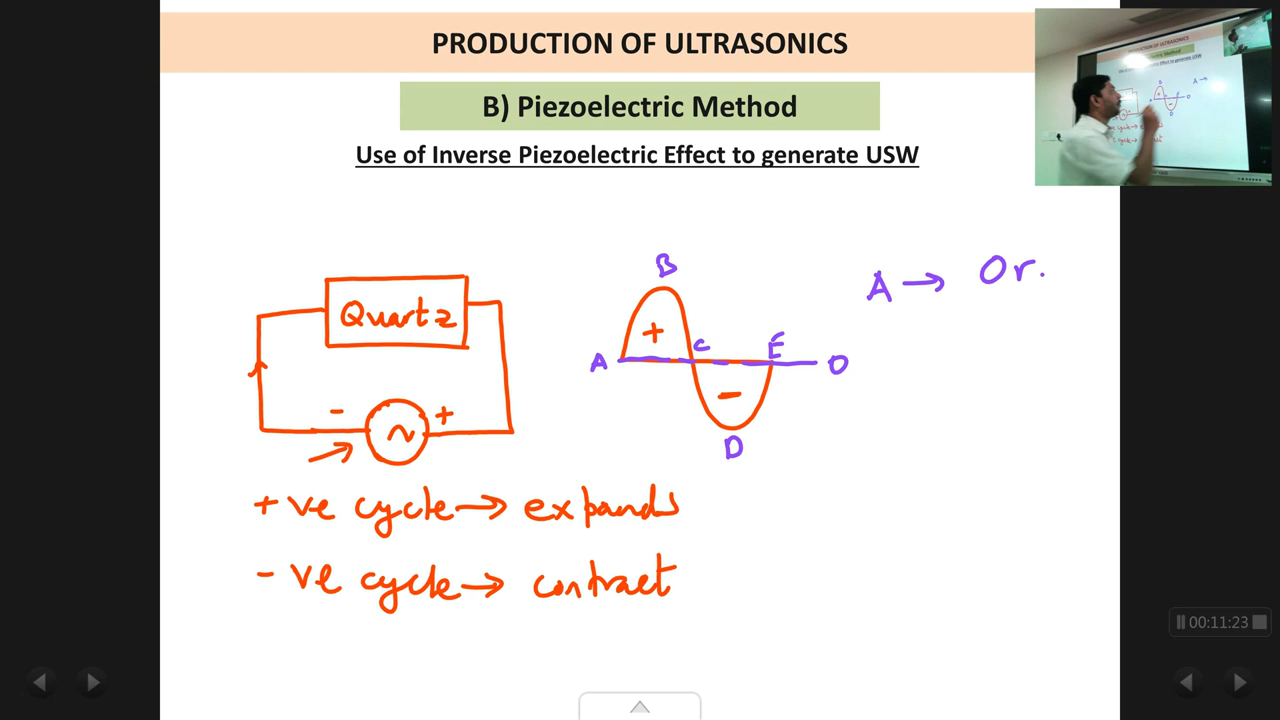 PRODUCTION OF ULTRASONICS
B) Piezoelectric Method
Use of Inverse Piezoelectric Effect to generate USW
Quartz
- ~ +
B
+
A C E O
-
D
A → Or.
+ve cycle → expands
-ve cycle → contract
00:11:23